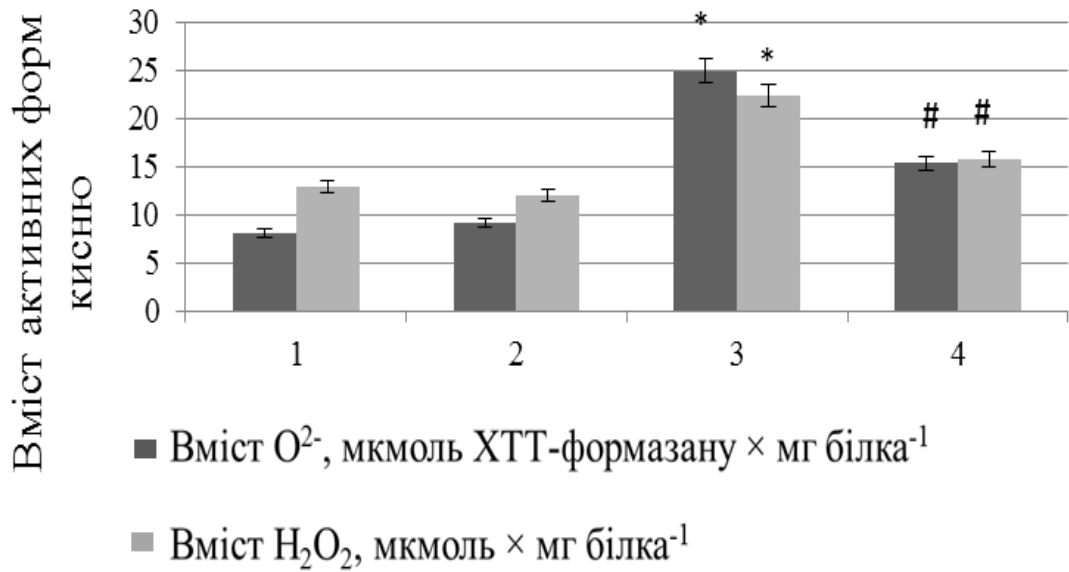 Вміст активних форм
кисню
30
25
20
15
10
5
0
* * # #
1 2 3 4
Вміст O²⁻, мкмоль ХТТ-формазану × мг білка⁻¹
Вміст H₂O₂, мкмоль × мг білка⁻¹